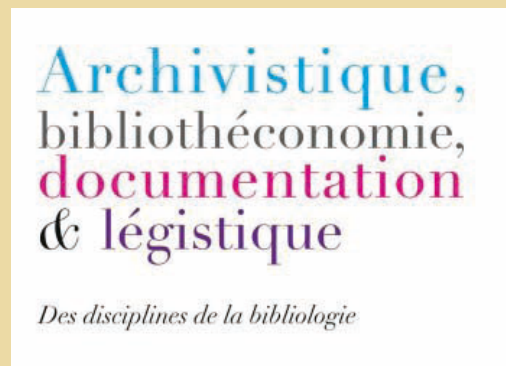 Archivistique,
bibliothéconomie,
documentation
& légistique
Des disciplines de la bibliologie